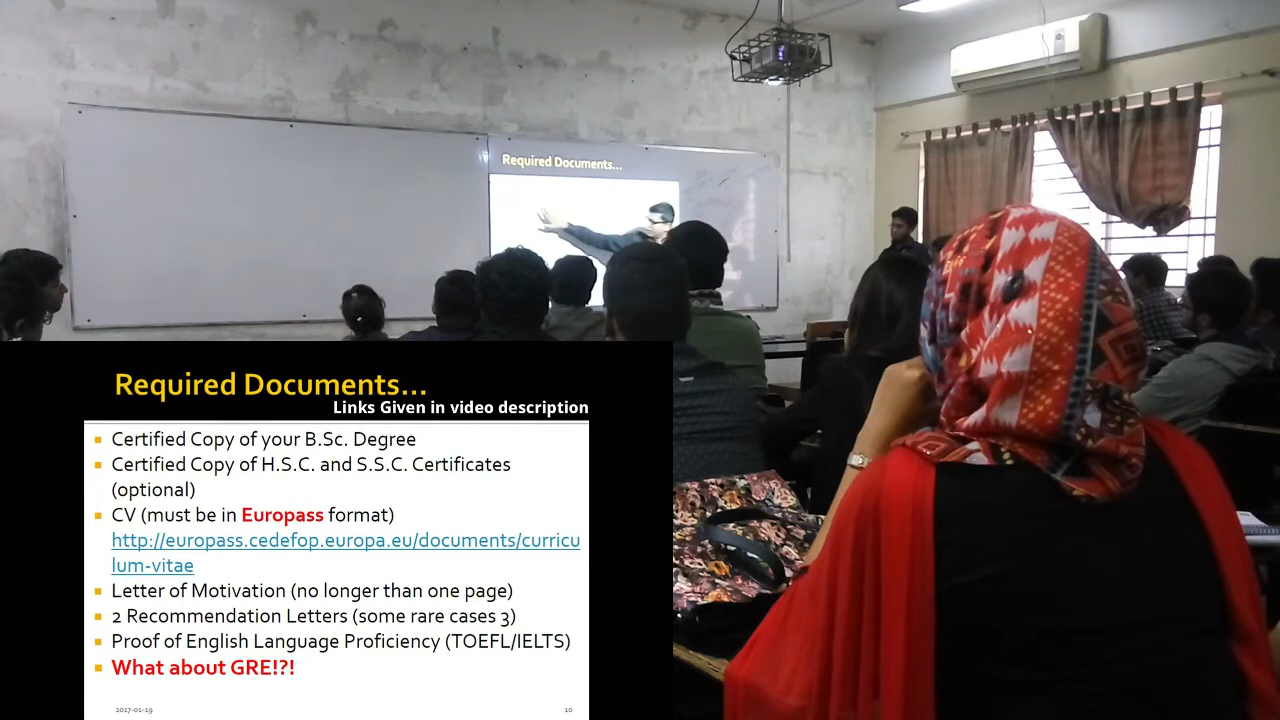 Required Documents...
Required Documents...
Links Given in video description
Certified Copy of your B.Sc. Degree
Certified Copy of H.S.C. and S.S.C. Certificates
(optional)
CV (must be in Europass format)
http://europass.cedefop.europa.eu/documents/curricu
lum-vitae
Letter of Motivation (no longer than one page)
2 Recommendation Letters (some rare cases 3)
Proof of English Language Proficiency (TOEFL/IELTS)
What about GRE!?!
2017-01-19
10